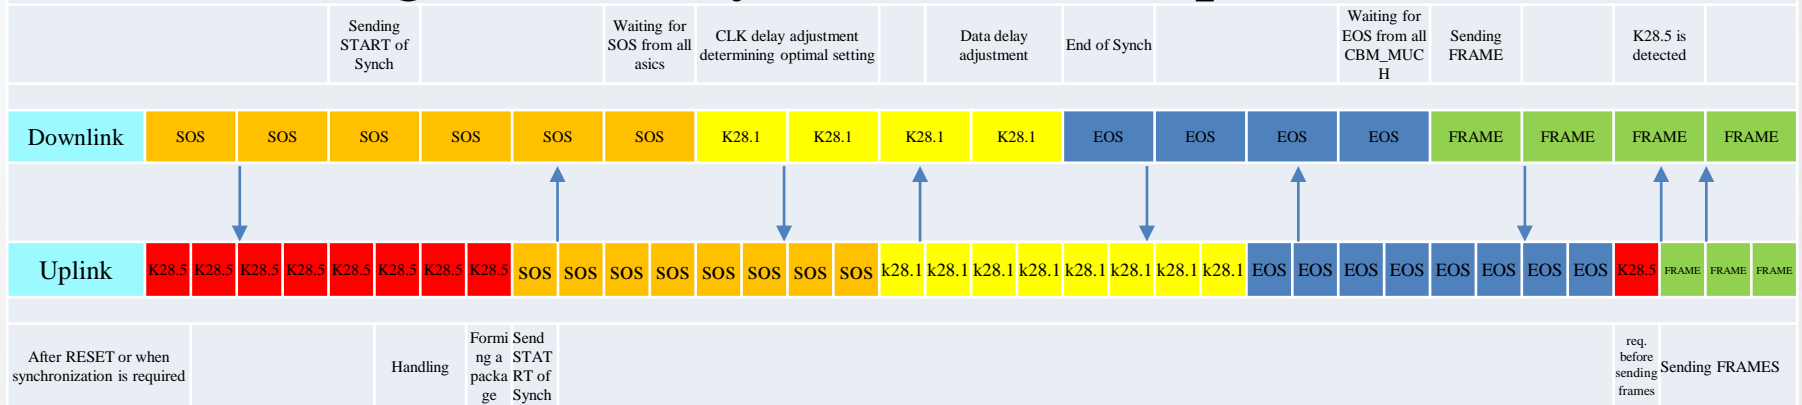 Sending
START of
Synch
Waiting for
SOS from all
asics
CLK delay adjustment
determining optimal setting
Data delay
adjustment
End of Synch
Waiting for
EOS from all
CBM_MUC
H
Sending
FRAME
K28.5 is
detected
Downlink SOS SOS SOS SOS SOS SOS K28.1 K28.1 K28.1 K28.1 EOS EOS EOS EOS FRAME FRAME FRAME FRAME
Uplink K28.5 K28.5 K28.5 K28.5 K28.5 K28.5 K28.5 K28.5 SOS SOS SOS SOS SOS SOS SOS SOS k28.1 k28.1 k28.1 k28.1 k28.1 k28.1 k28.1 k28.1 EOS EOS EOS EOS EOS EOS EOS EOS K28.5 FRAME FRAME FRAME
After RESET or when
synchronization is required
Handling
Formi
ng a
packa
ge
Send
STAT
RT of
Synch
req.
before
sending
frames
Sending FRAMES